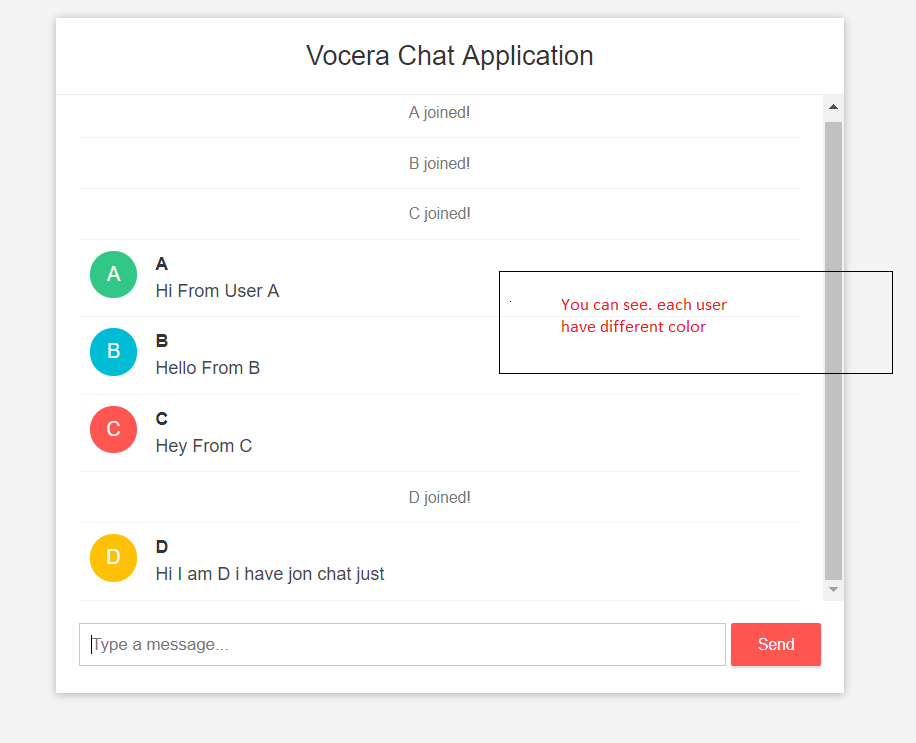 Vocera Chat Application
A joined!
B joined!
C joined!
A
A
Hi From User A
You can see. each user
have different color
B
B
Hello From B
C
C
Hey From C
D joined!
D
D
Hi I am D i have jon chat just
Type a message...
Send